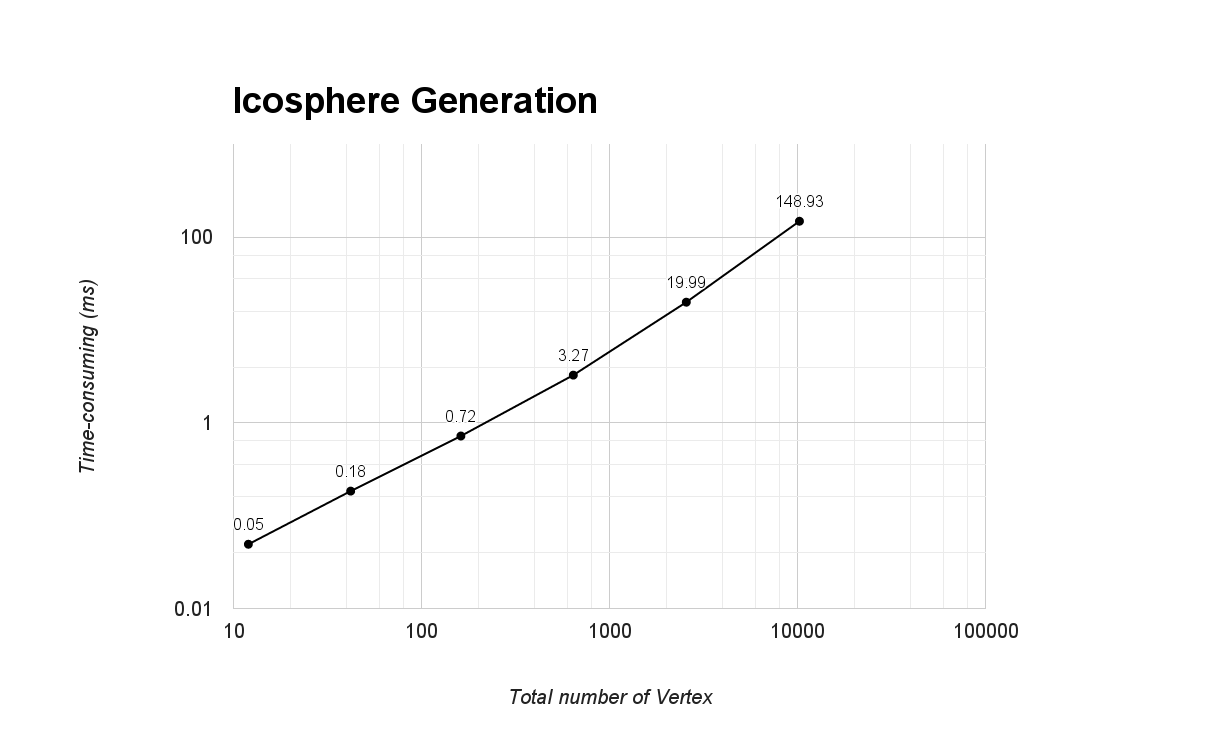 Icosphere Generation
148.93
100
19.99
Time-consuming (ms)
3.27
1
0.72
0.18
0.05
0.01
10 100 1000 10000 100000
Total number of Vertex